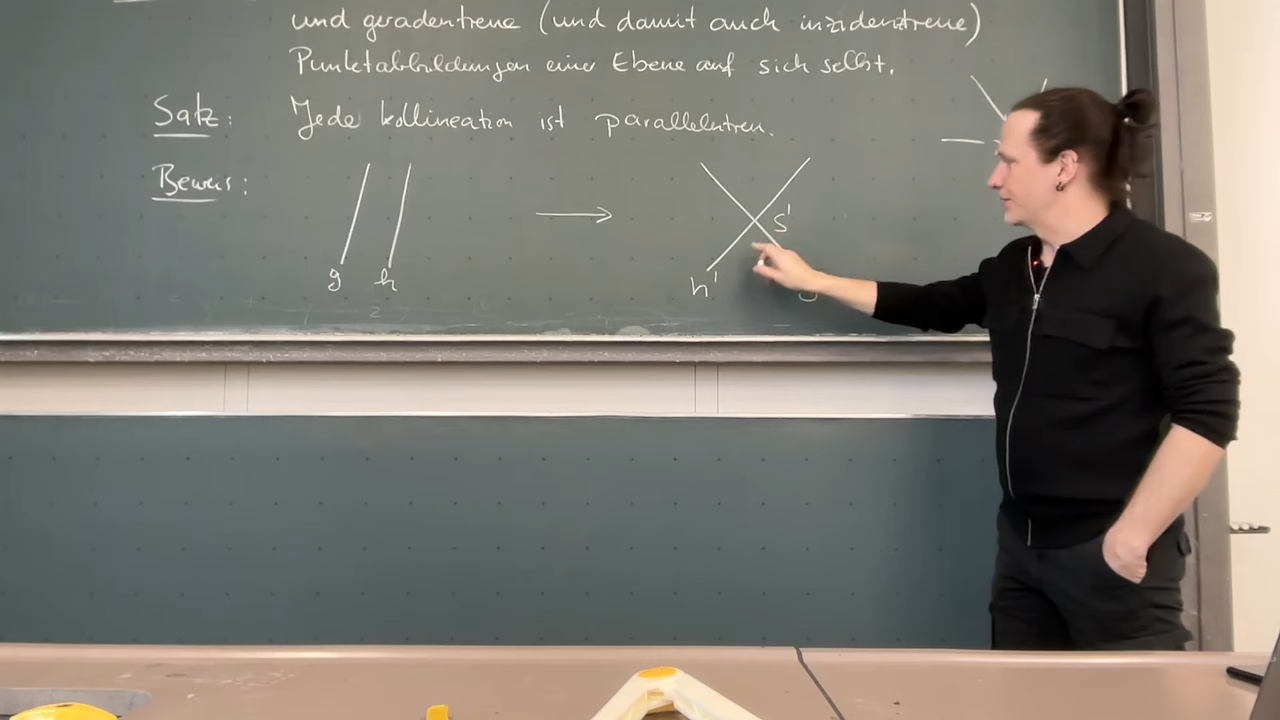 und geradentreue (und damit auch inzidenztreue)
Punktabbildungen einer Ebene auf sich selbst.
Satz: Jede Kollineation ist parallelentreu.
Beweis:
g h
S'
h'